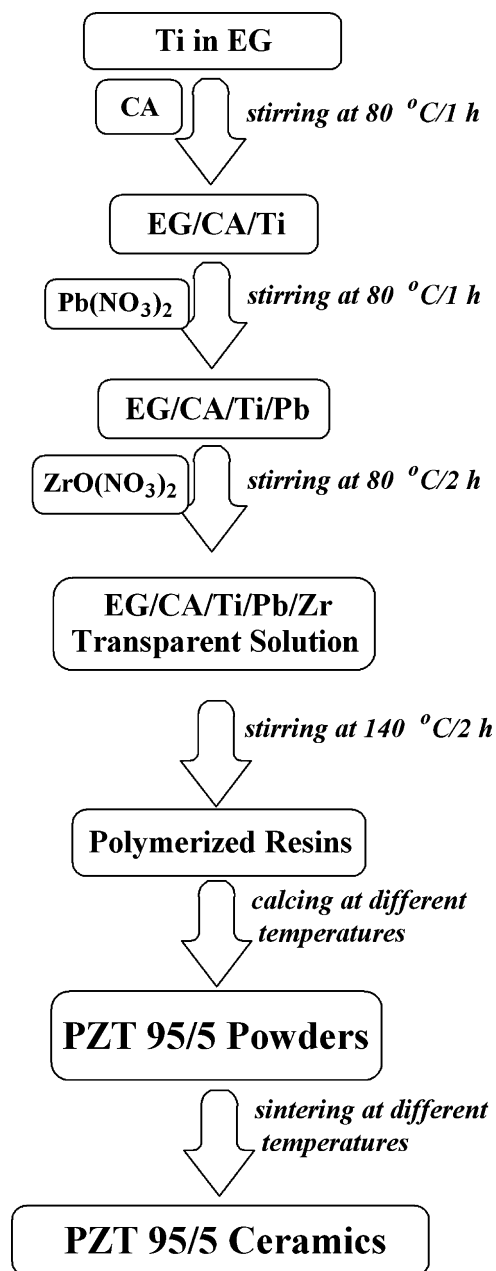 Ti in EG
CA
stirring at 80 °C/1 h
EG/CA/Ti
Pb(NO₃)₂
stirring at 80 °C/1 h
EG/CA/Ti/Pb
ZrO(NO₃)₂
stirring at 80 °C/2 h
EG/CA/Ti/Pb/Zr
Transparent Solution
stirring at 140 °C/2 h
Polymerized Resins
calcing at different
temperatures
PZT 95/5 Powders
sintering at different
temperatures
PZT 95/5 Ceramics